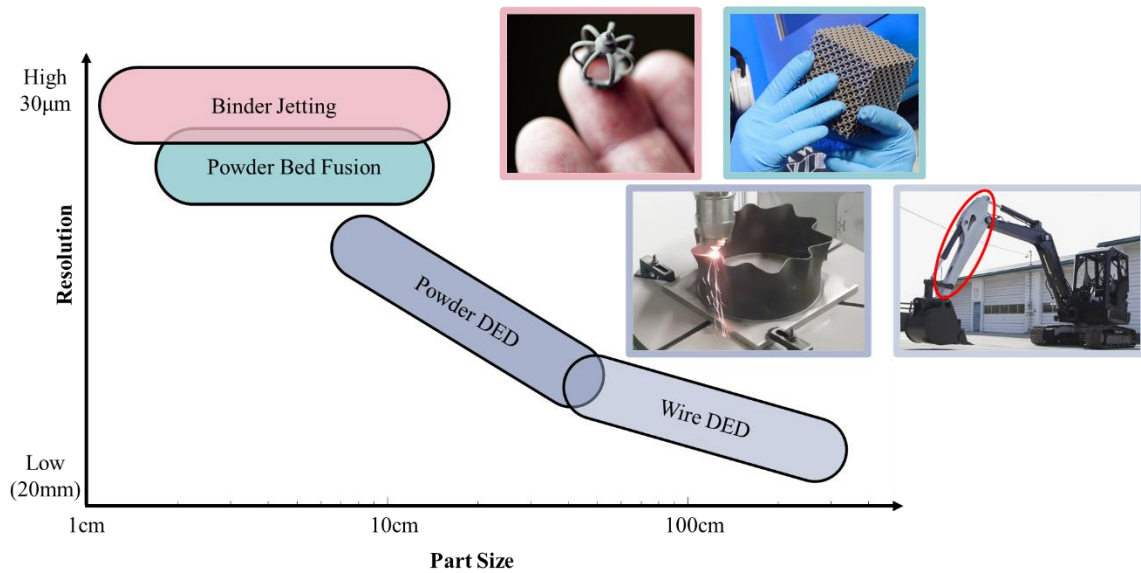 High
30μm
Binder Jetting
Powder Bed Fusion
Resolution
Powder DED
Wire DED
Low
(20mm)
1cm
10cm
100cm
Part Size